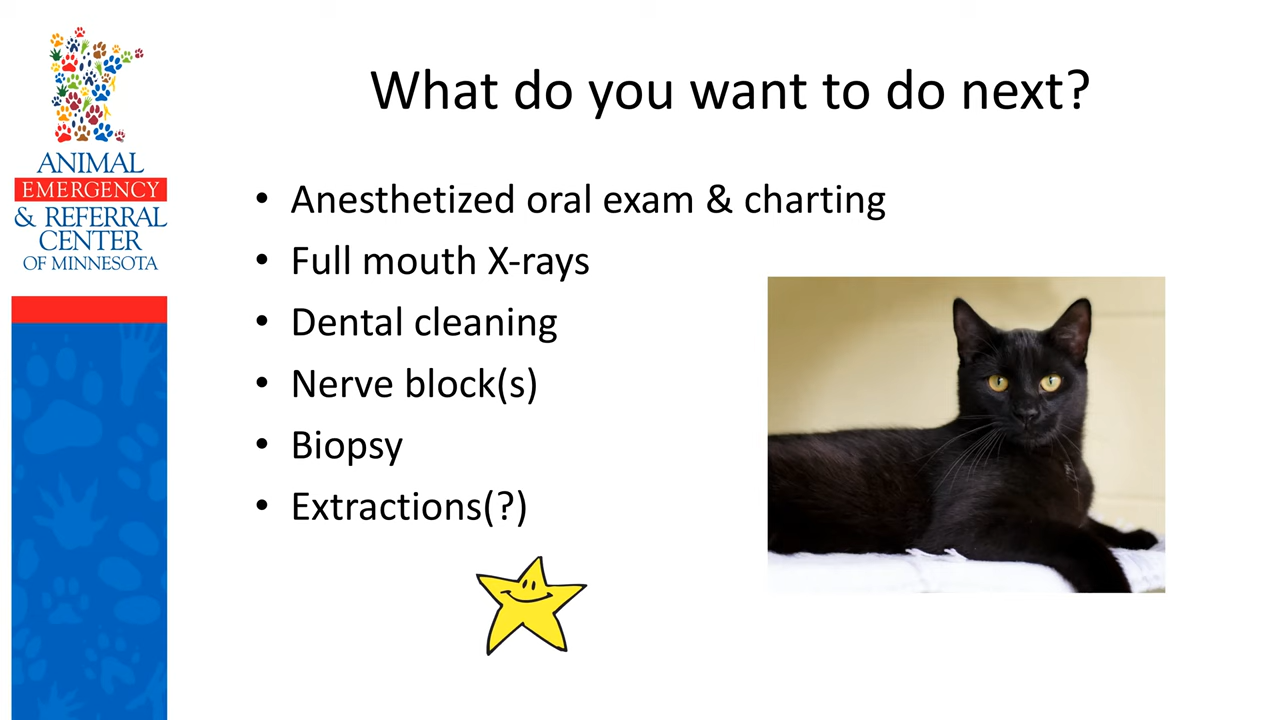 ANIMAL
EMERGENCY
& REFERRAL
CENTER
OF MINNESOTA
What do you want to do next?
• Anesthetized oral exam & charting
• Full mouth X-rays
• Dental cleaning
• Nerve block(s)
• Biopsy
• Extractions(?)